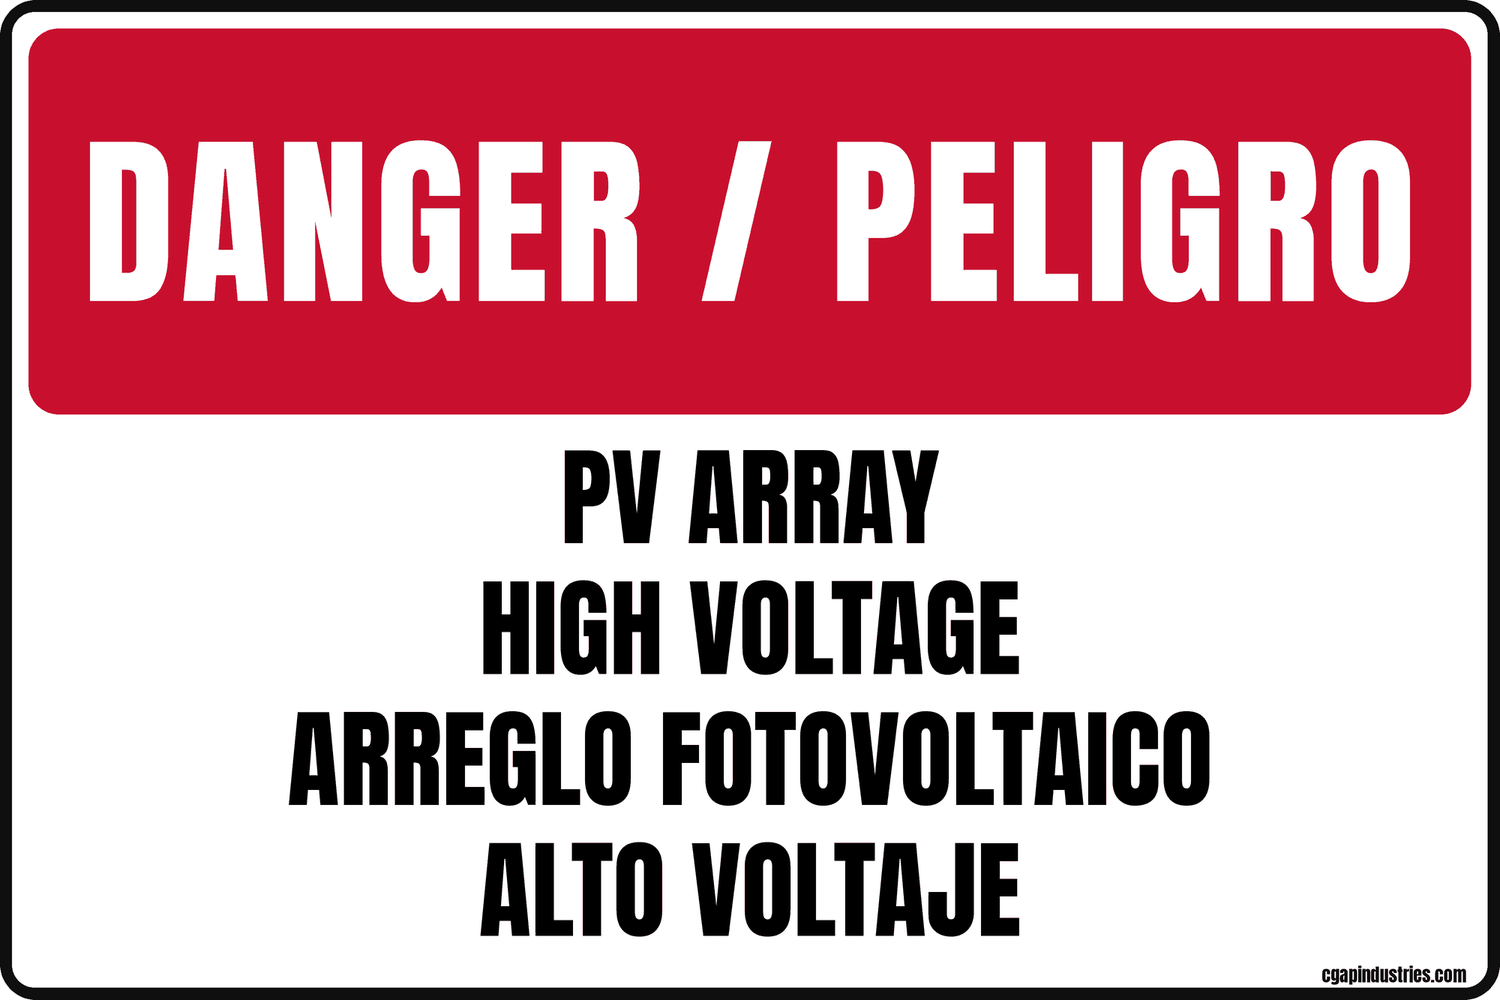 DANGER / PELIGRO
PV ARRAY
HIGH VOLTAGE
ARREGLO FOTOVOLTAICO
ALTO VOLTAJE
cgapindustries.com